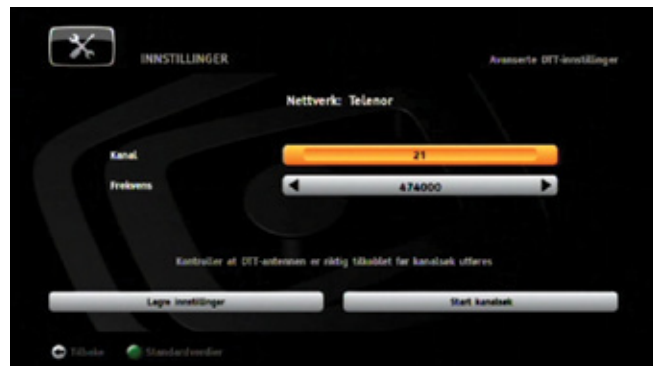 INNSTILLINGER
Avanserte DTT-innstillinger
Nettverk: Telenor
Kanal 21
Frekvens 474000
Kontroller at DTT-antennen er riktig tilkoblet før kanalsøk utføres
Lagre innstillinger Start kanalsøk
Tilbake Standardverdier